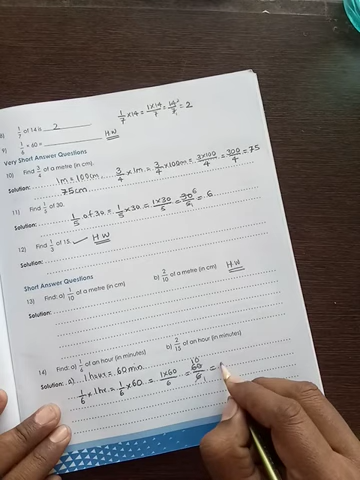 1/7 × 14 = 1×14/7 = 14/7 = 2
8) 1/7 of 14 is 2
9) 1/6 × 60 = H W
Very Short Answer Questions
10) Find 3/4 of a metre (in cm).
Solution: 1m = 100cm. 3/4 × 1m = 3/4 × 100m = 3×100/4 = 300/4 = 75
75cm
(11) Find 1/5 of 30.
Solution: 1/5 of 30 = 1/5 × 30 = 1×30/5 = 30/5 = 6
12) Find 1/3 of 15. H W
Solution:
Short Answer Questions
13) Find: a) 1/10 of a metre (in cm) b) 2/10 of a metre (in cm) H W
Solution:
14) Find: a) 1/6 of an hour (in minutes) b) 2/15 of an hour (in minutes)
Solution: a) 1 hour = 60 min
1/6 × 1hr = 1/6 × 60 = 1×60/6 = 60/6 =